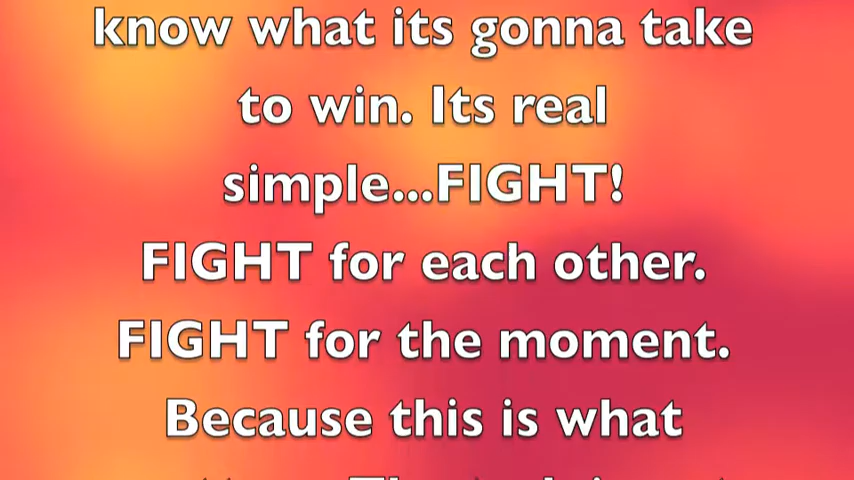 know what its gonna take
to win. Its real
simple...FIGHT!
FIGHT for each other.
FIGHT for the moment.
Because this is what